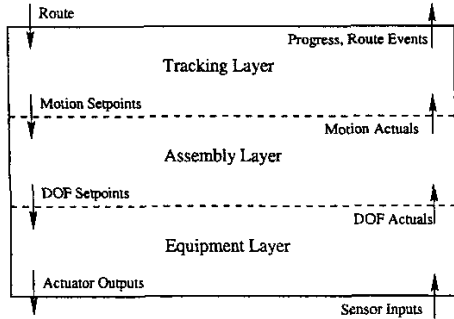 Route
Progress, Route Events
Tracking Layer
Motion Setpoints
Motion Actuals
Assembly Layer
DOF Setpoints
DOF Actuals
Equipment Layer
Actuator Outputs
Sensor Inputs